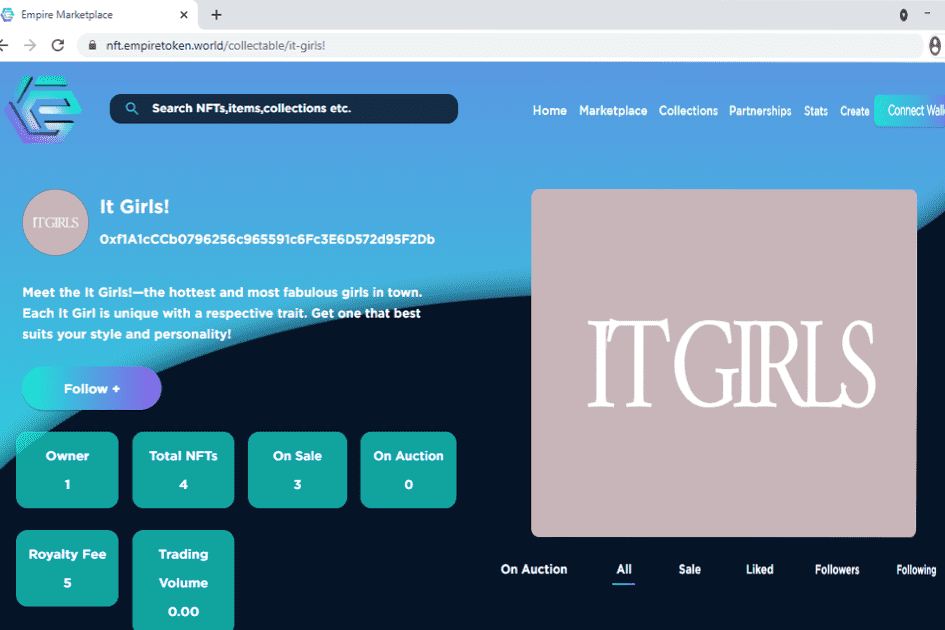 Empire Marketplace
nft.empiretoken.world/collectable/it-girls!
Search NFTs,items,collections etc.
Home Marketplace Collections Partnerships Stats Create Connect
IT GIRLS
It Girls!
0xf1A1cCCb0796256c965591c6Fc3E6D572d95F2Db
Meet the It Girls!—the hottest and most fabulous girls in town.
Each It Girl is unique with a respective trait. Get one that best
suits your style and personality!
Follow +
IT GIRLS
Owner
1
Total NFTs
4
On Sale
3
On Auction
0
Royalty Fee
5
Trading
Volume
0.00
On Auction All Sale Liked Followers Following